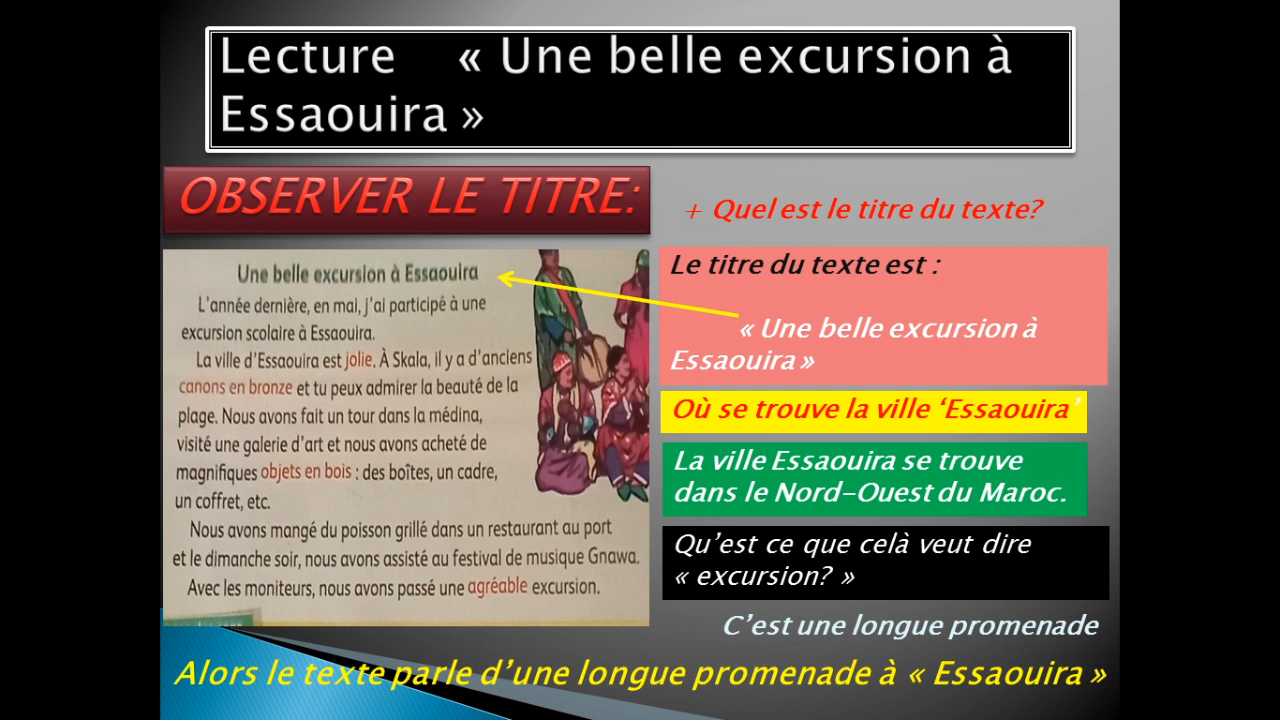 Lecture « Une belle excursion à
Essaouira »
OBSERVER LE TITRE:
Une belle excursion à Essaouira
L'année dernière, en mai, j'ai participé à une
excursion scolaire à Essaouira.
La ville d'Essaouira est jolie. À Skala, il y a d'anciens
canons en bronze et tu peux admirer la beauté de la
plage. Nous avons fait un tour dans la médina,
visité une galerie d'art et nous avons acheté de
magnifiques objets en bois : des boîtes, un cadre,
un coffret, etc.
Nous avons mangé du poisson grillé dans un restaurant au port
et le dimanche soir, nous avons assisté au festival de musique Gnawa.
Avec les moniteurs, nous avons passé une agréable excursion.
+ Quel est le titre du texte?
Le titre du texte est :
« Une belle excursion à
Essaouira »
Où se trouve la ville ‘Essaouira’
La ville Essaouira se trouve
dans le Nord-Ouest du Maroc.
Qu'est ce que celà veut dire
« excursion? »
C'est une longue promenade
Alors le texte parle d'une longue promenade à « Essaouira »